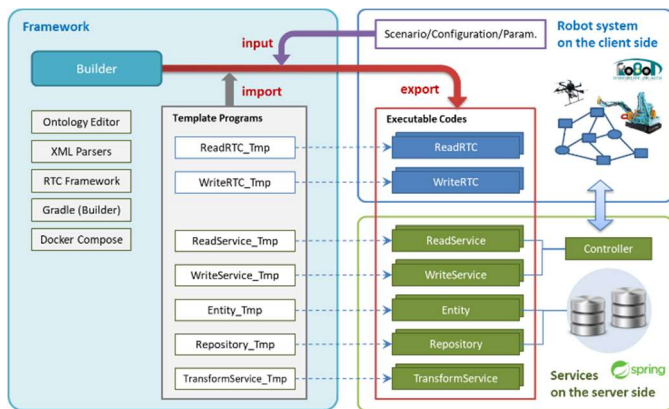 Framework
Builder
input
import
export
Scenario/Configuration/Param.
Robot system
on the client side
RoBoT
Ontology Editor
XML Parsers
RTC Framework
Gradle (Builder)
Docker Compose
Template Programs
ReadRTC_Tmp
WriteRTC_Tmp
ReadService_Tmp
WriteService_Tmp
Entity_Tmp
Repository_Tmp
TransformService_Tmp
Executable Codes
ReadRTC
WriteRTC
ReadService
WriteService
Entity
Repository
TransformService
Controller
spring
Services
on the server side